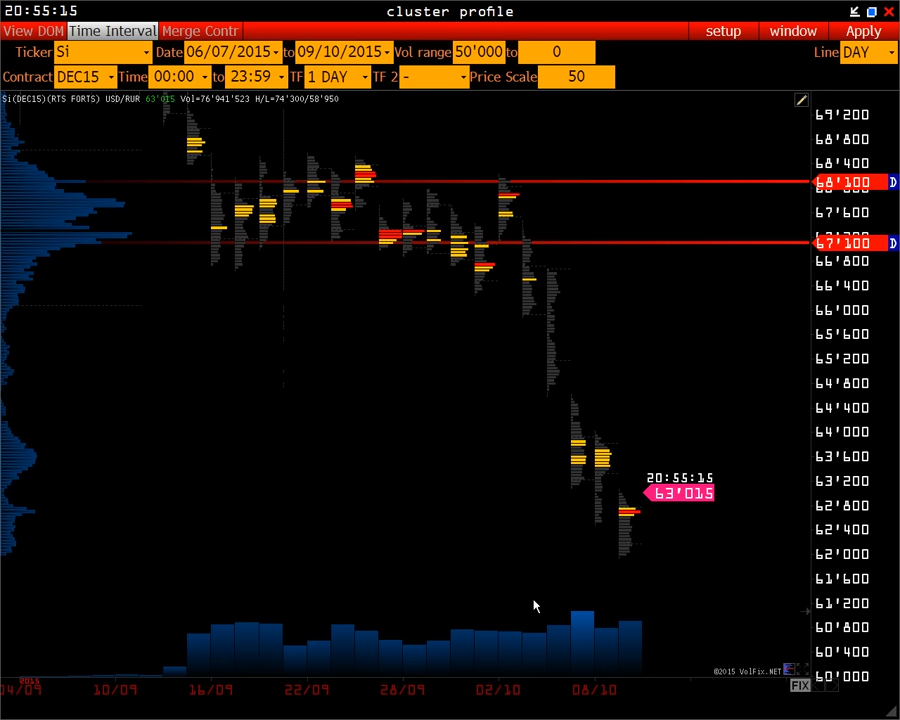 20:55:15 cluster profile
View DOM Time Interval Merge Contr setup window Apply
Ticker Si Date 06/07/2015 to 09/10/2015 Vol range 50'000 to 0 Line DAY
Contract DEC15 Time 00:00 to 23:59 TF 1 DAY TF 2 - Price Scale 50
Si(DEC15)(RTS FORTS) USD/RUR 63'015 Vol=76'941'523 H/L=74'300/58'950
69'200
68'800
68'400
68'100 D
67'600
67'100 D
66'800
66'400
66'000
65'600
65'200
64'800
64'400
64'000
63'600
20:55:15
63'200
63'015
62'800
62'400
62'000
61'600
61'200
60'800
60'400
©2015 VolFix.NET
60'000
2015
04/09 10/09 16/09 22/09 28/09 02/10 08/10 FIX